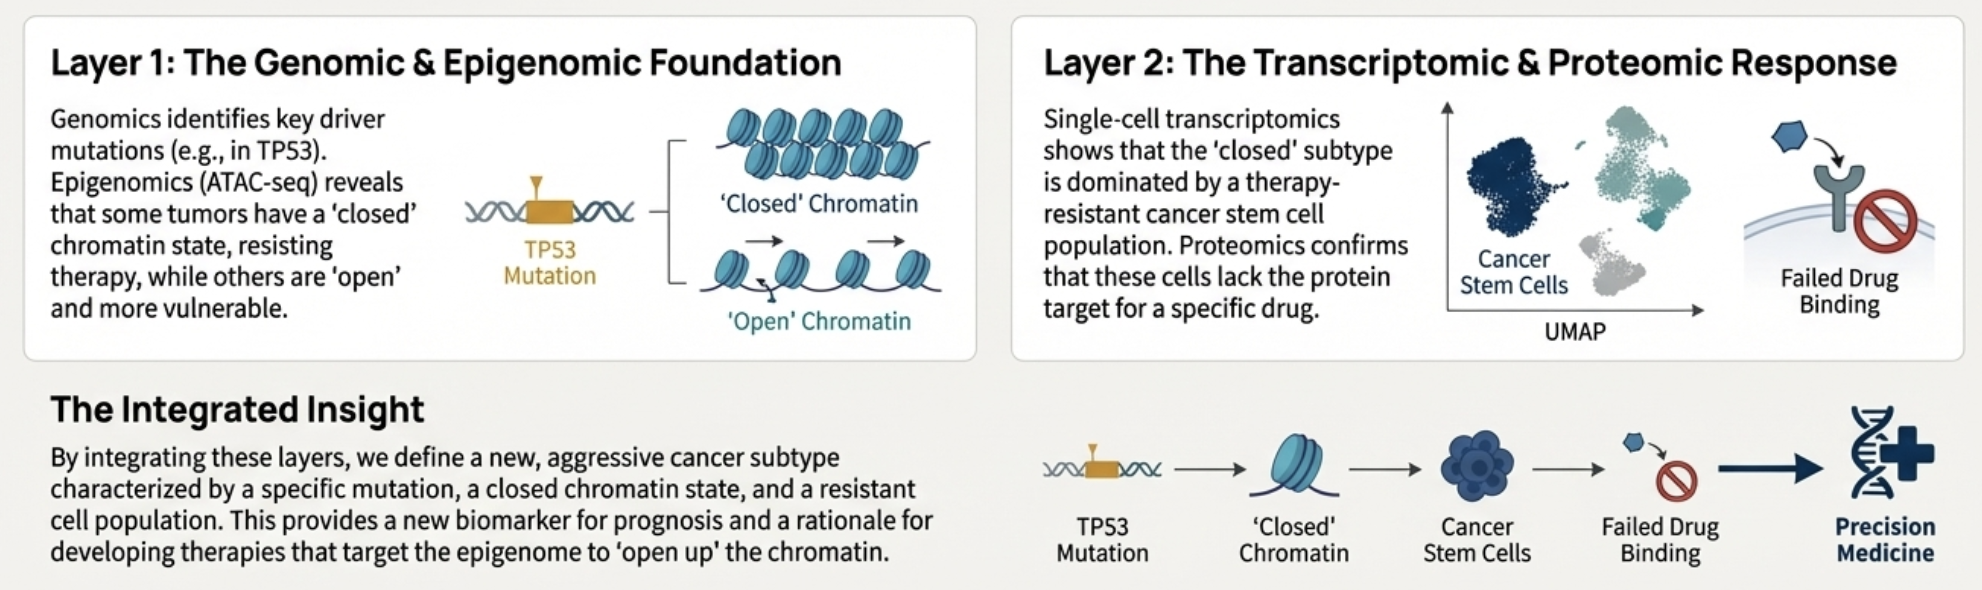 Layer 1: The Genomic & Epigenomic Foundation
Genomics identifies key driver
mutations (e.g., in TP53).
Epigenomics (ATAC-seq) reveals
that some tumors have a 'closed'
chromatin state, resisting
therapy, while others are 'open'
and more vulnerable.
TP53
Mutation
'Closed' Chromatin
'Open' Chromatin
Layer 2: The Transcriptomic & Proteomic Response
Single-cell transcriptomics
shows that the 'closed' subtype
is dominated by a therapy-
resistant cancer stem cell
population. Proteomics confirms
that these cells lack the protein
target for a specific drug.
Cancer
Stem Cells
UMAP
Failed Drug
Binding
The Integrated Insight
By integrating these layers, we define a new, aggressive cancer subtype
characterized by a specific mutation, a closed chromatin state, and a resistant
cell population. This provides a new biomarker for prognosis and a rationale for
developing therapies that target the epigenome to 'open up' the chromatin.
TP53
Mutation
'Closed'
Chromatin
Cancer
Stem Cells
Failed Drug
Binding
Precision
Medicine